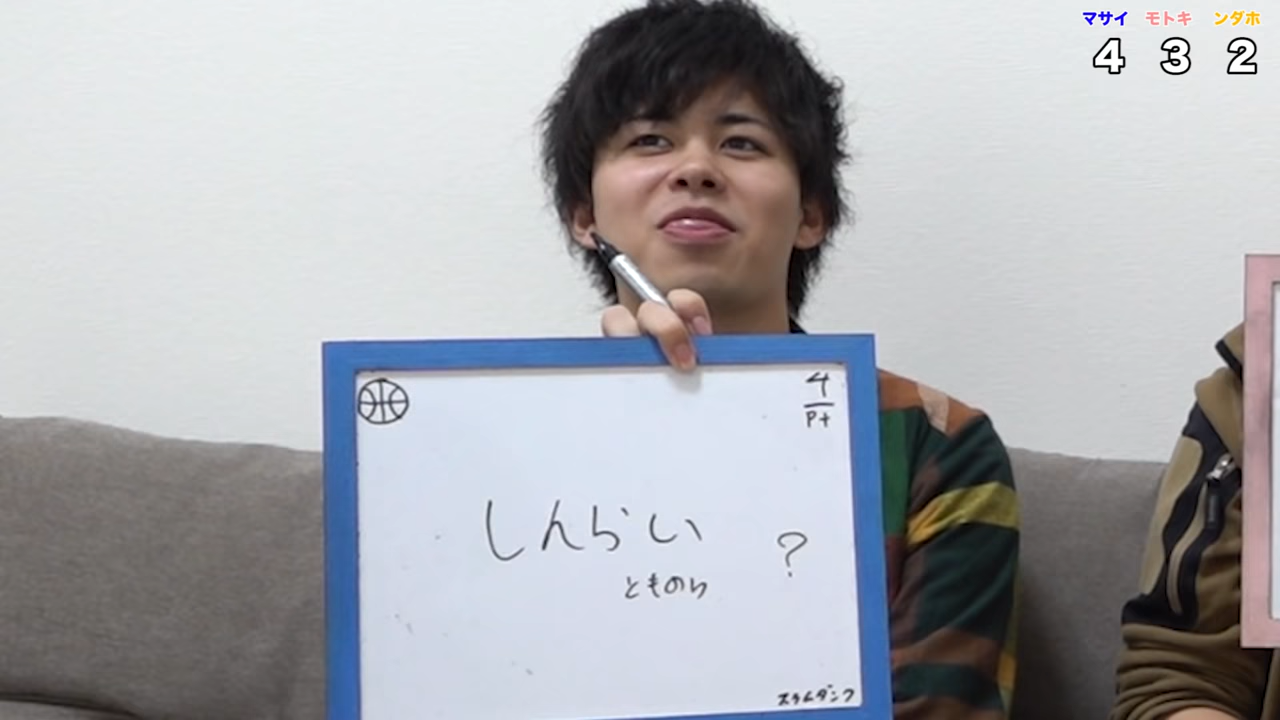 マサイ モトキ ンダホ
4 3 2
4
Pt
しんらい ?
とものり
スラムダンク